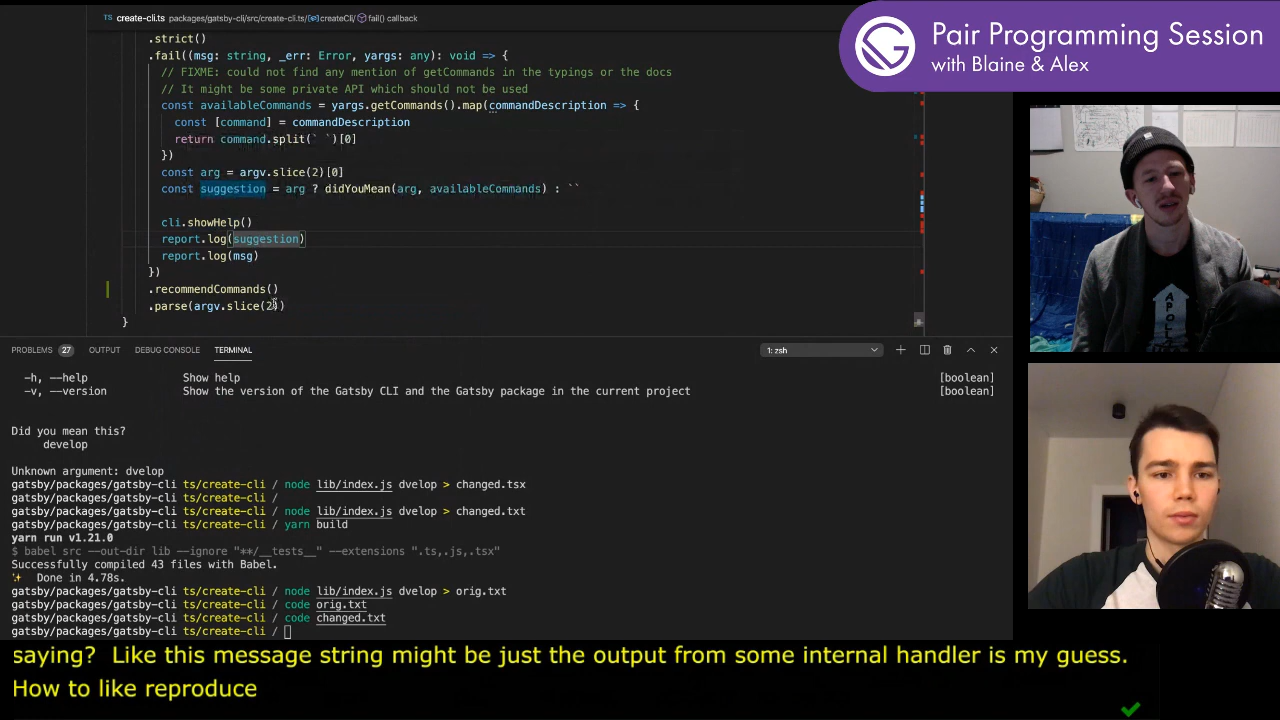 TS create-cli.ts packages/gatsby-cli/src/create-cli.ts/createCli/fail() callback
Pair Programming Session
with Blaine & Alex
.strict()
.fail((msg: string, _err: Error, yargs: any): void => {
// FIXME: could not find any mention of getCommands in the typings or the docs
// It might be some private API which should not be used
const availableCommands = yargs.getCommands().map(commandDescription => {
const [command] = commandDescription
return command.split(` `)[0]
})
const arg = argv.slice(2)[0]
const suggestion = arg ? didYouMean(arg, availableCommands) : ``
cli.showHelp()
report.log(suggestion)
report.log(msg)
})
.recommendCommands()
.parse(argv.slice(2))
}
PROBLEMS 27 OUTPUT DEBUG CONSOLE TERMINAL 1: zsh
-h, --help Show help [boolean]
-v, --version Show the version of the Gatsby CLI and the Gatsby package in the current project [boolean]
Did you mean this?
develop
Unknown argument: dvelop
gatsby/packages/gatsby-cli ts/create-cli / node lib/index.js dvelop > changed.tsx
gatsby/packages/gatsby-cli ts/create-cli /
gatsby/packages/gatsby-cli ts/create-cli / node lib/index.js dvelop > changed.txt
gatsby/packages/gatsby-cli ts/create-cli / yarn build
yarn run v1.21.0
$ babel src --out-dir lib --ignore "**/__tests__" --extensions ".ts,.js,.tsx"
Successfully compiled 43 files with Babel.
✨ Done in 4.78s.
gatsby/packages/gatsby-cli ts/create-cli / node lib/index.js dvelop > orig.txt
gatsby/packages/gatsby-cli ts/create-cli / code orig.txt
gatsby/packages/gatsby-cli ts/create-cli / code changed.txt
gatsby/packages/gatsby-cli ts/create-cli /
saying? Like this message string might be just the output from some internal handler is my guess.
How to like reproduce